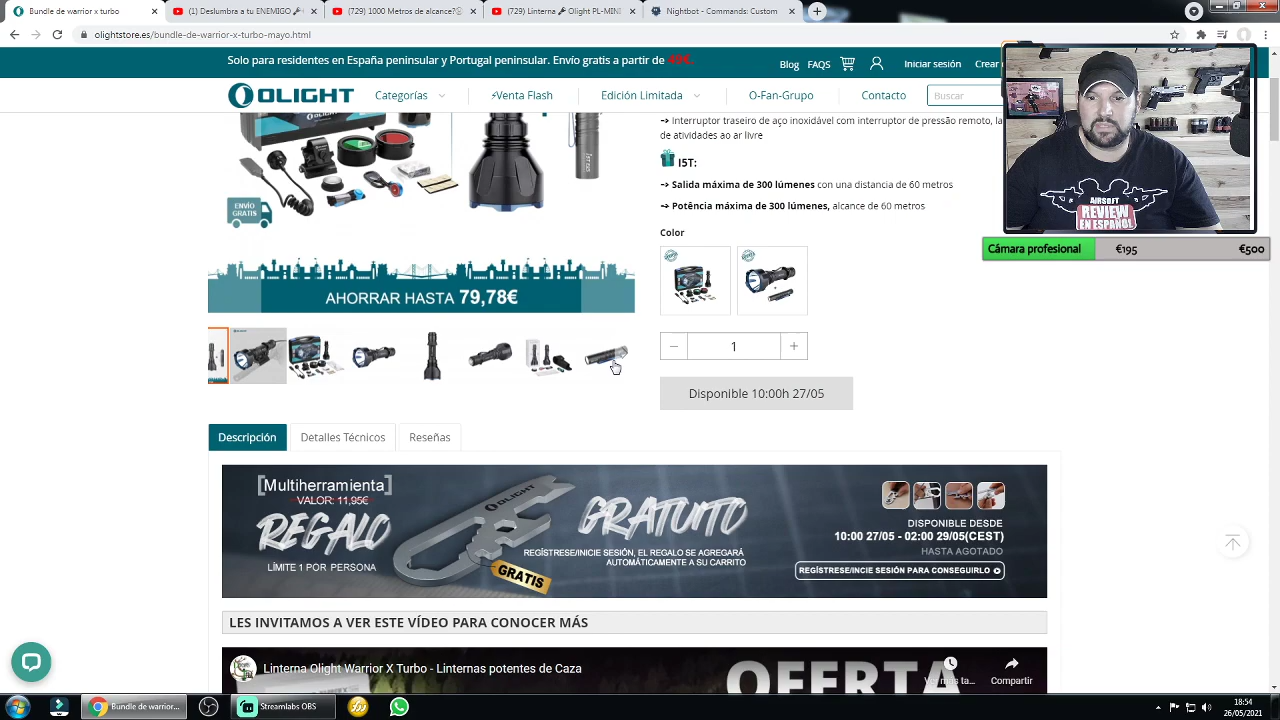 Bundle de warrior x turbo
(1) Deslumbra a tu ENEMIGO
(729) 1000 Metros de alcance?
(729) Linterna Olight PL-MINI
Nightbot - Commands: Custom
olightstore.es/bundle-de-warrior-x-turbo-mayo.html
Solo para residentes en España peninsular y Portugal peninsular. Envío gratis a partir de 49€.
Blog
FAQS
Iniciar sesión
Crear
OLIGHT
Categorías
Venta Flash
Edición Limitada
O-Fan-Grupo
Contacto
Buscar
~> Interruptor traseiro de aço inoxidável com interruptor de pressão remoto, la
de atividades ao ar livre
I5T:
~> Salida máxima de 300 lúmenes con una distancia de 60 metros
~> Potência máxima de 300 lúmenes, alcance de 60 metros
Color
OLIGHT
ENVÍO
GRATIS
AHORRAR HASTA 79,78€
− 1 +
Disponible 10:00h 27/05
AIRSOFT
REVIEW
EN ESPAÑOL
Cámara profesional
€195
€500
Descripción
Detalles Técnicos
Reseñas
[Multiherramienta]
VALOR: 11,95€
REGALO
LÍMITE 1 POR PERSONA
OLIGHT
GRATIS
GRATUITO
REGÍSTRESE/INICIE SESIÓN, EL REGALO SE AGREGARÁ
AUTOMÁTICAMENTE A SU CARRITO
DISPONIBLE DESDE
10:00 27/05 - 02:00 29/05(CEST)
HASTA AGOTADO
REGÍSTRESE/INCIE SESIÓN PARA CONSEGUIRLO
LES INVITAMOS A VER ESTE VÍDEO PARA CONOCER MÁS
Linterna Olight Warrior X Turbo - Linternas potentes de Caza
OFERTA
Ver más ta...
Compartir
Bundle de warrior...
Streamlabs OBS
18:54
26/05/2021